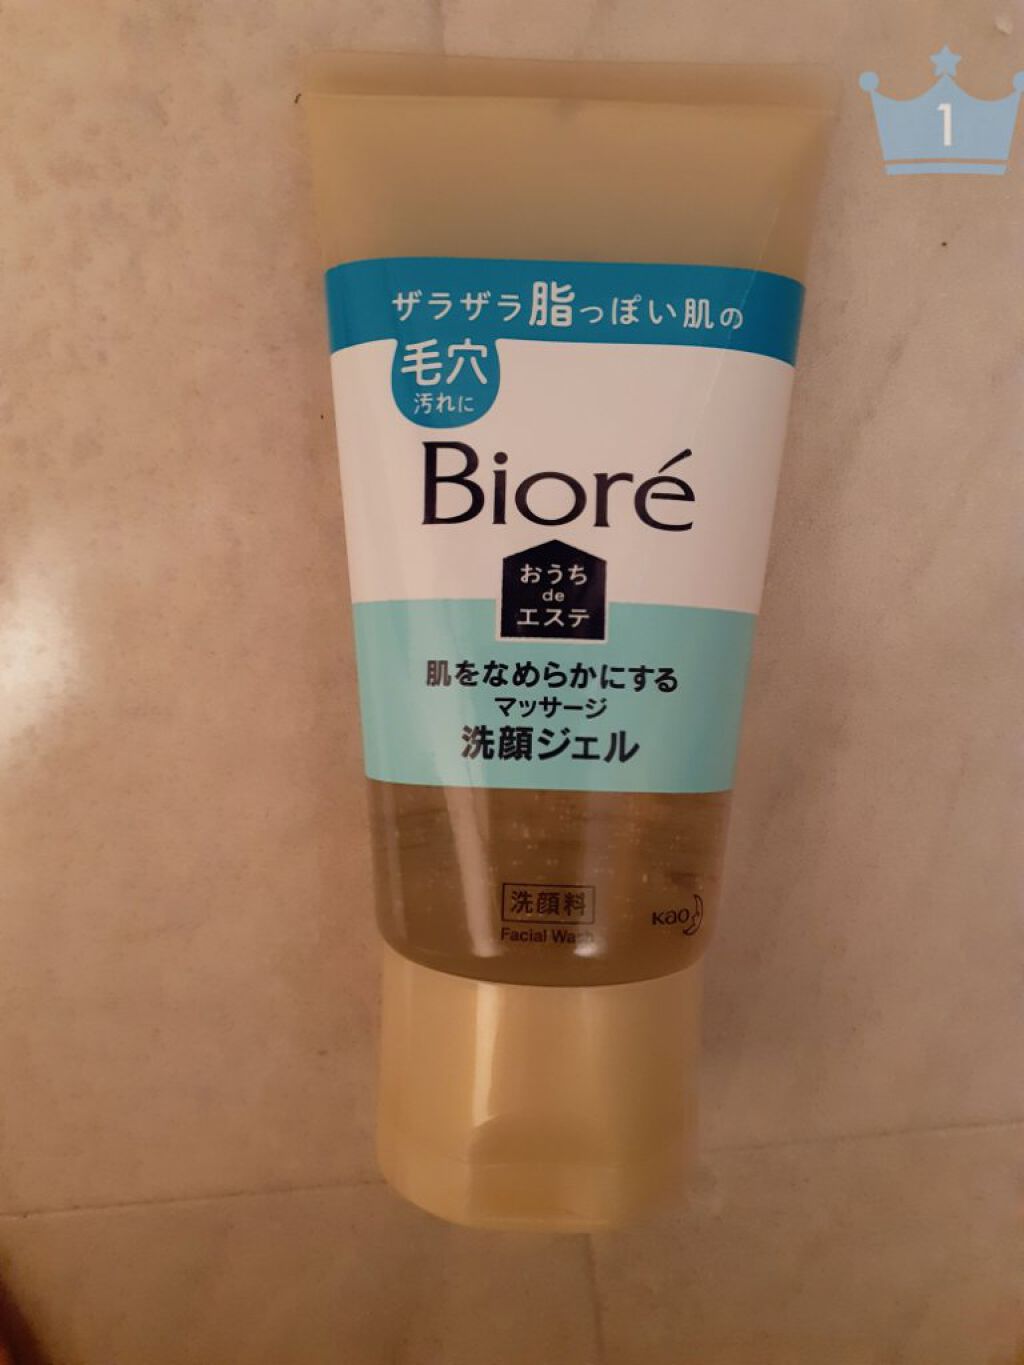 1
ザラザラ脂っぽい肌の
毛穴
汚れに
Bioré
おうち
de
エステ
肌をなめらかにする
マッサージ
洗顔ジェル
洗顔料
Facial Wash
Kao